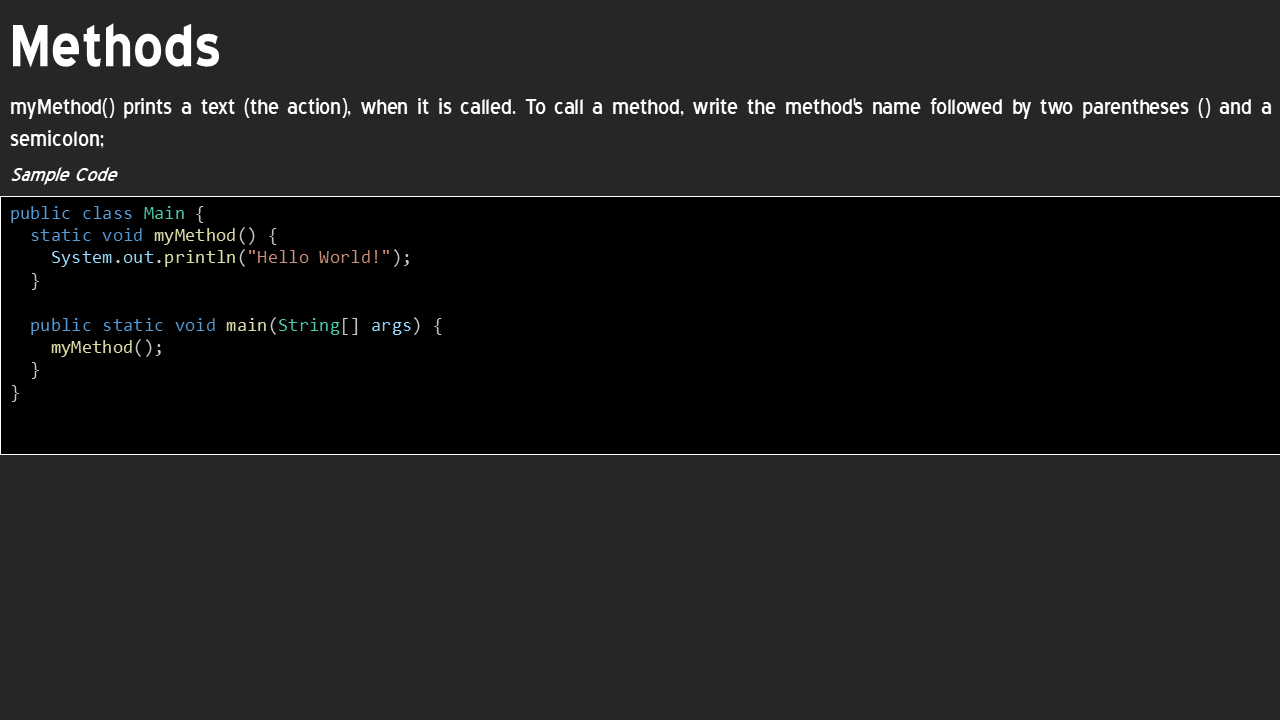 Methods
myMethod() prints a text (the action), when it is called. To call a method, write the method's name followed by two parentheses () and a
semicolon;
Sample Code
public class Main {
  static void myMethod() {
    System.out.println("Hello World!");
  }

  public static void main(String[] args) {
    myMethod();
  }
}